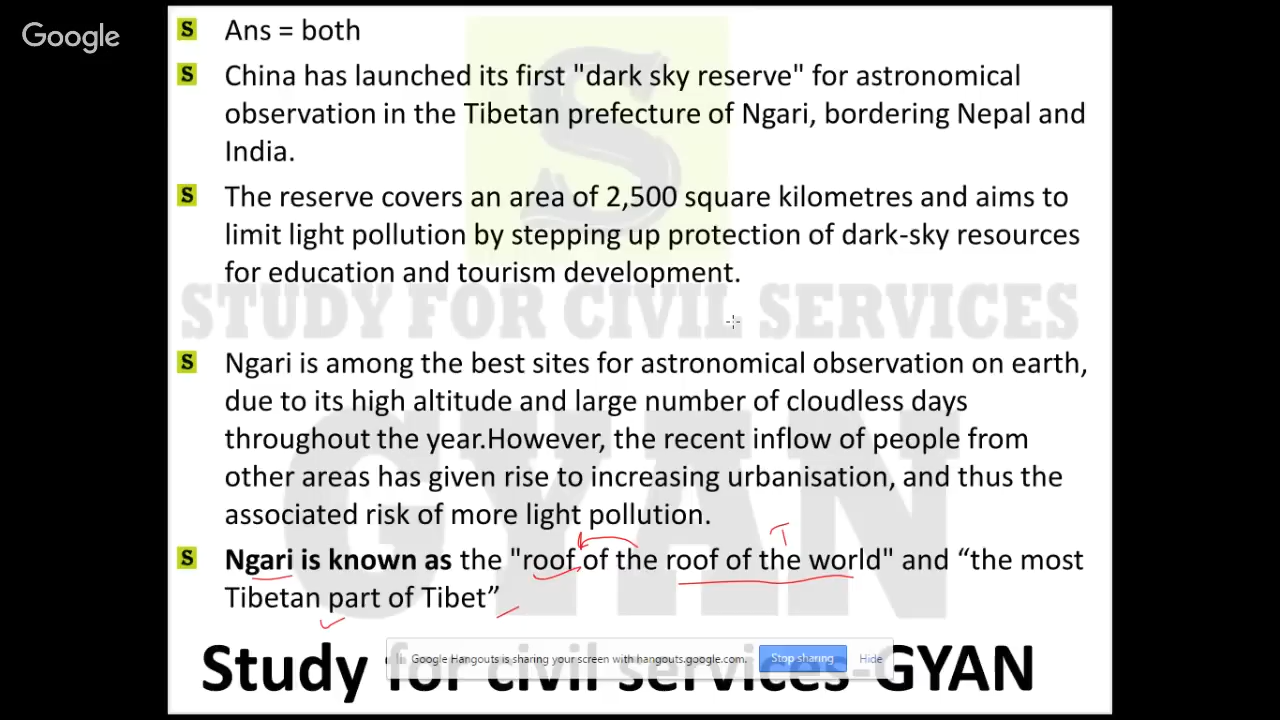 Google
S Ans = both
S China has launched its first "dark sky reserve" for astronomical
observation in the Tibetan prefecture of Ngari, bordering Nepal and
India.
S The reserve covers an area of 2,500 square kilometres and aims to
limit light pollution by stepping up protection of dark-sky resources
for education and tourism development.
STUDY FOR CIVIL SERVICES
S Ngari is among the best sites for astronomical observation on earth,
due to its high altitude and large number of cloudless days
throughout the year.However, the recent inflow of people from
other areas has given rise to increasing urbanisation, and thus the
associated risk of more light pollution.
GYAN
T
S Ngari is known as the "roof of the roof of the world" and “the most
Tibetan part of Tibet”
Study for civil services-GYAN
Google Hangouts is sharing your screen with hangouts.google.com. Stop sharing Hide